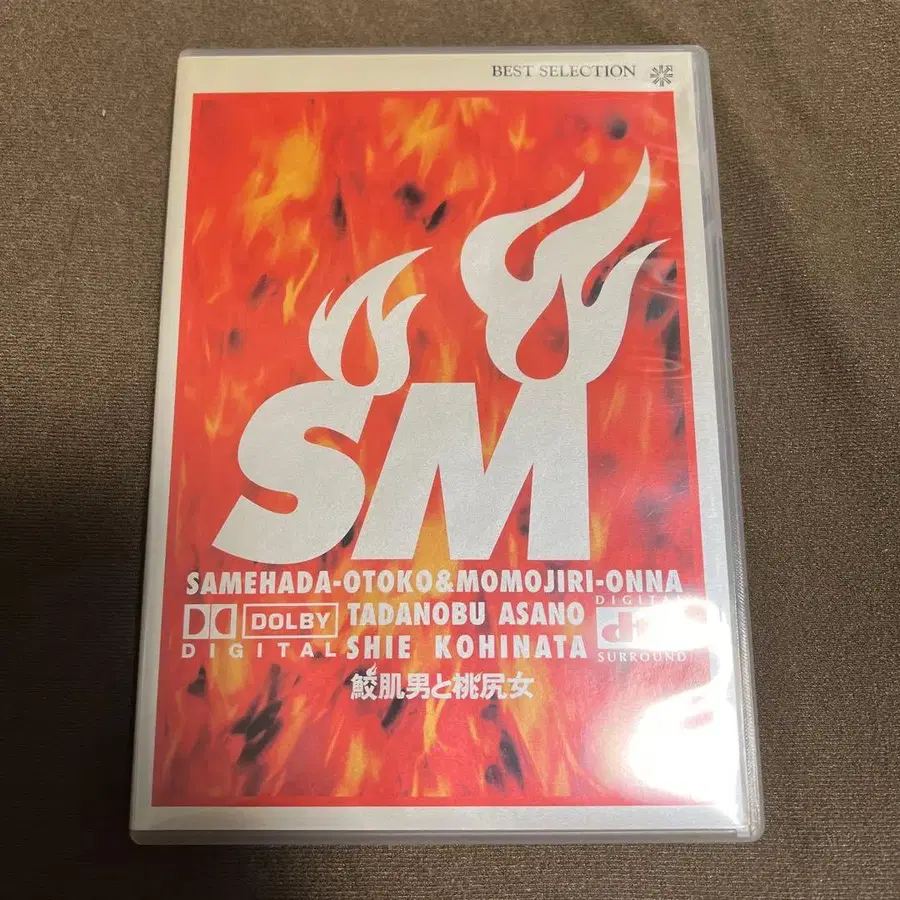 BEST SELECTION
SM
SAMEHADA-OTOKO&MOMOJIRI-ONNA
DOLBY
DIGITAL
TADANOBU ASANO
SHIE KOHINATA
DIGITAL
SURROUND
鮫肌男と桃尻女